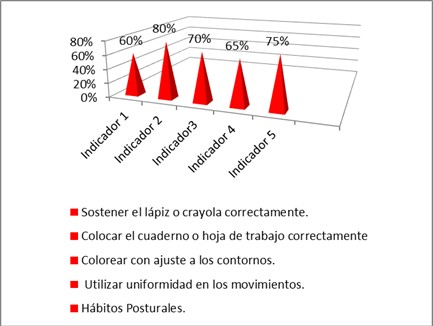 80%
60%
40%
20%
0%
60%
80%
70%
65%
75%
Indicador 1
Indicador 2
Indicador3
Indicador 4
Indicador 5
Sostener el lápiz o crayola correctamente.
Colocar el cuaderno o hoja de trabajo correctamente
Colorear con ajuste a los contornos.
Utilizar uniformidad en los movimientos.
Hábitos Posturales.